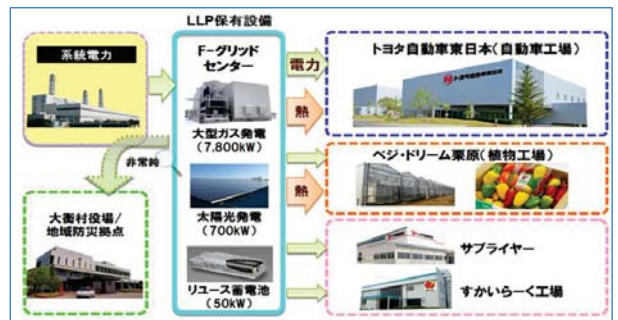 LLP保有設備
系統電力
F-グリッド
センター
大型ガス発電
(7,800kW)
太陽光発電
(700kW)
リユース蓄電池
(50kW)
電力
熱
トヨタ自動車東日本(自動車工場)
熱
ベジ・ドリーム栗原(植物工場)
サプライヤー
すかいらーく工場
非常時
大衡村役場/
地域防災拠点